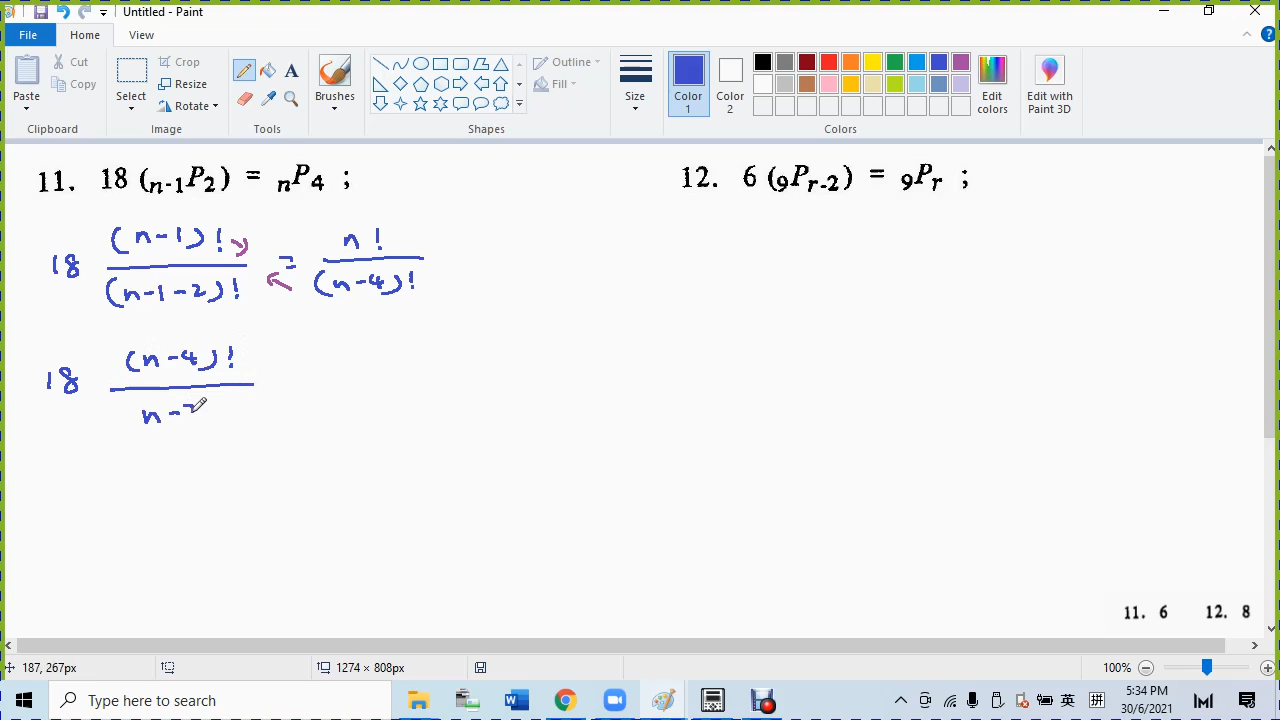 Untitled - Paint
File Home View
Paste Cut Copy Clipboard
Select Crop Resize Rotate Image
A Tools
Brushes
Outline Fill Shapes
Size
Color 1 Color 2 Edit colors Edit with Paint 3D Colors
11. 18 (n-1P2) = nP4 ;
12. 6 (9Pr-2) = 9Pr ;
18 (n-1)! / (n-1-2)! = n! / (n-4)!
18 (n-4)! / n-
11. 6 12. 8
187, 267px 1274 × 808px 100%
Type here to search
英 拼 5:34 PM
30/6/2021